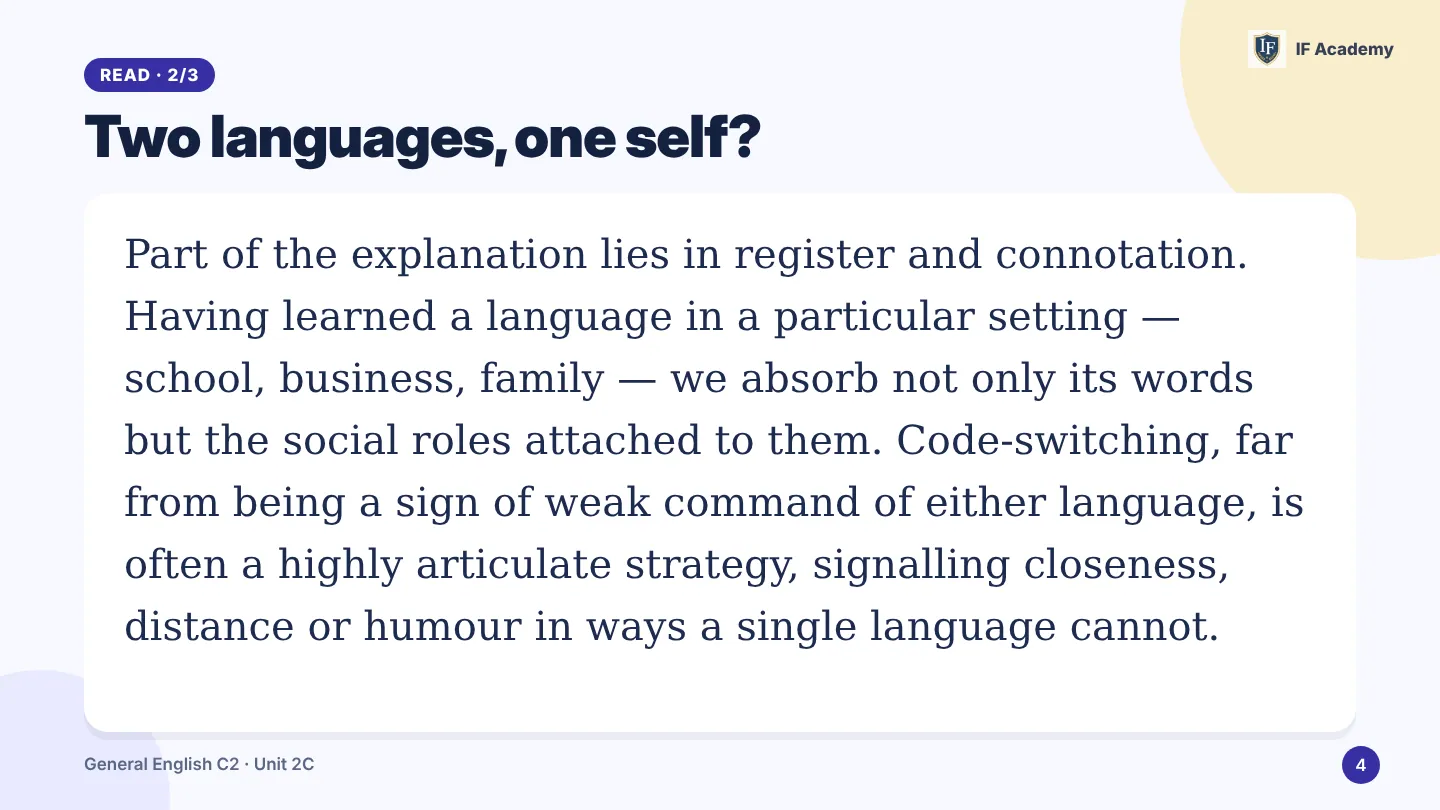 READ · 2/3
IF Academy
Two languages, one self?
Part of the explanation lies in register and connotation.
Having learned a language in a particular setting —
school, business, family — we absorb not only its words
but the social roles attached to them. Code-switching, far
from being a sign of weak command of either language, is
often a highly articulate strategy, signalling closeness,
distance or humour in ways a single language cannot.
General English C2 · Unit 2C
4